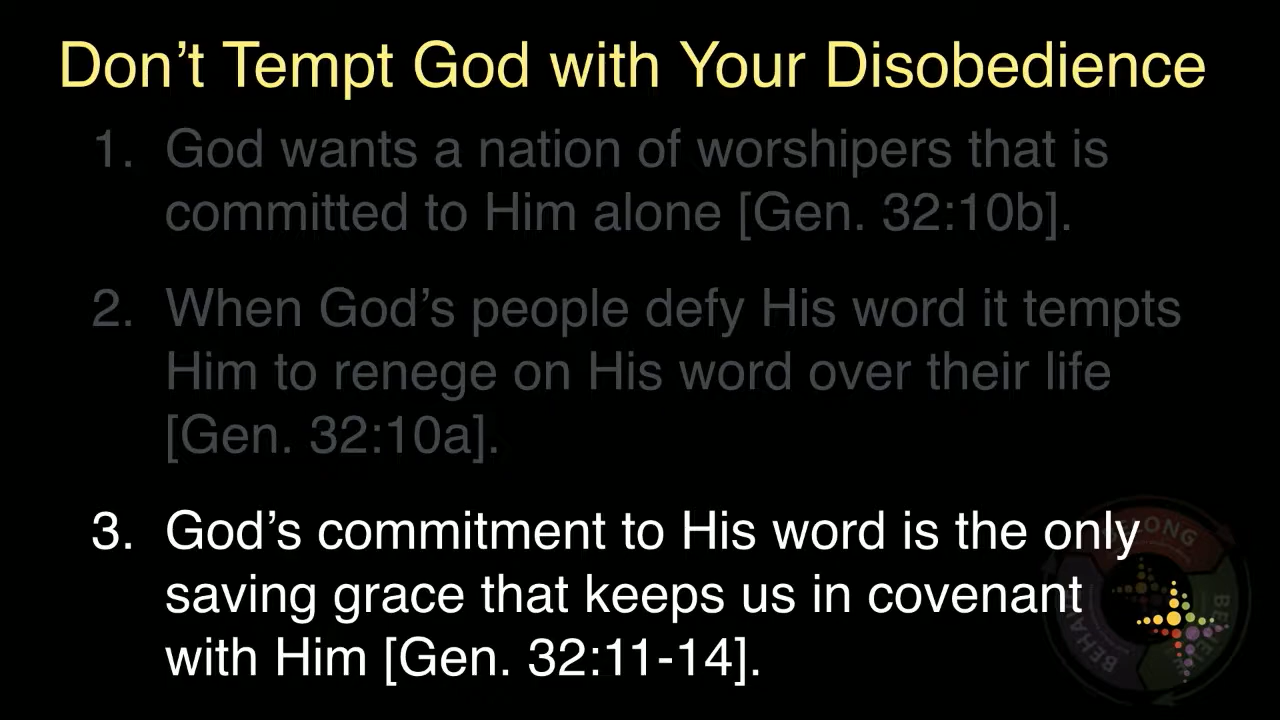 Don’t Tempt God with Your Disobedience
1. God wants a nation of worshipers that is
committed to Him alone [Gen. 32:10b].
2. When God’s people defy His word it tempts
Him to renege on His word over their life
[Gen. 32:10a].
3. God’s commitment to His word is the only
saving grace that keeps us in covenant
with Him [Gen. 32:11-14].